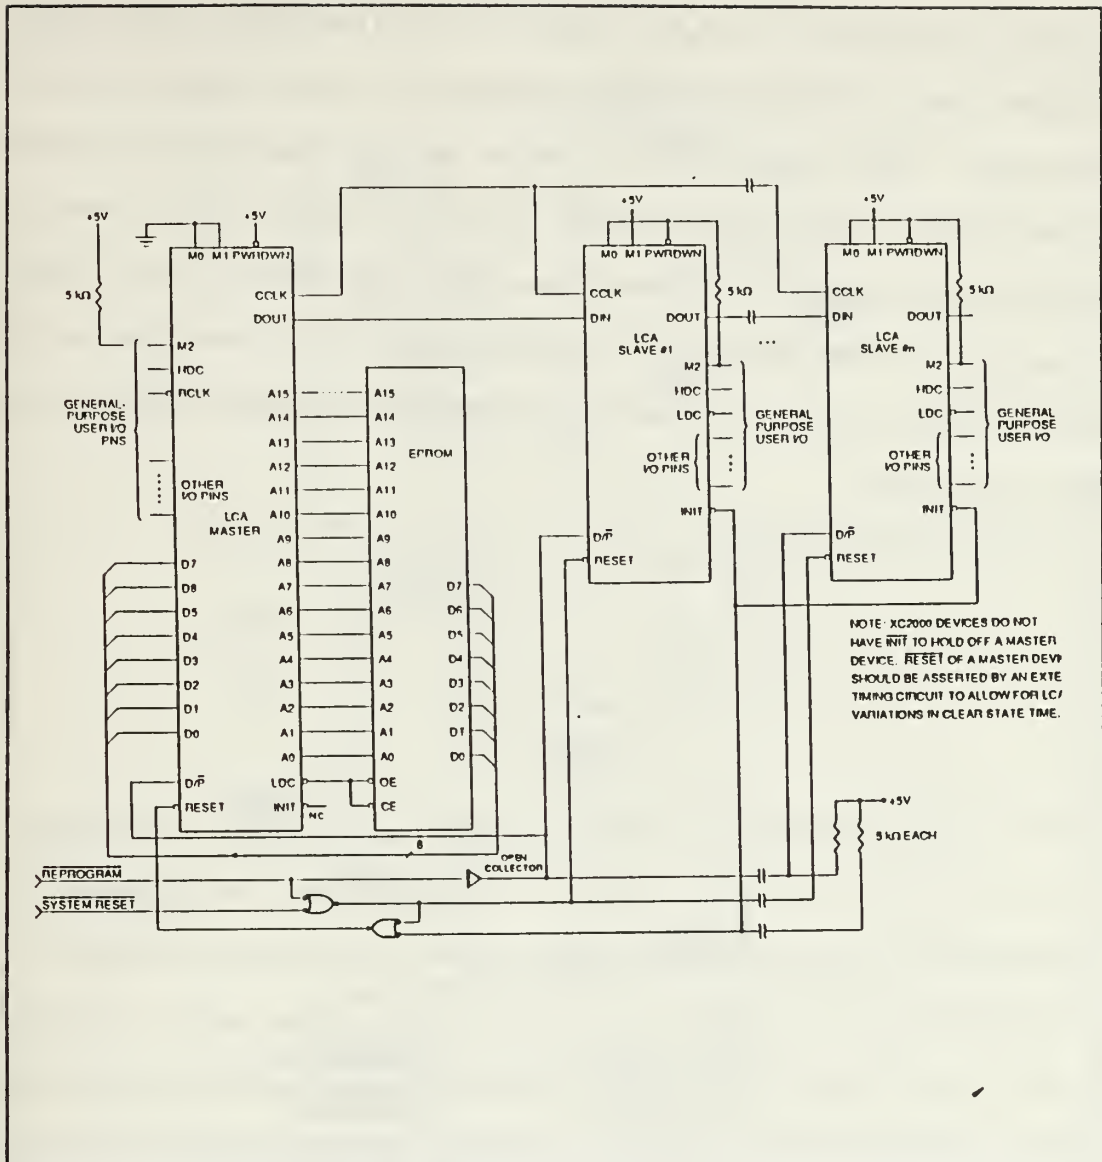 +5V
+5V
+5V
+5V
M0 M1 PWRDWN
M0 M1 PWRDWN
M0 M1 PWRDWN
5 kΩ
CCLK
DOUT
M2
HDC
RCLK
GENERAL-
PURPOSE
USER I/O
PINS
OTHER
I/O PINS
LCA
MASTER
A15
A14
A13
A12
A11
A10
A9
A8
A7
A6
A5
A4
A3
A2
A1
A0
LDC
INIT
NC
D7
D6
D5
D4
D3
D2
D1
D0
D/P̅
RESET
EPROM
A15
A14
A13
A12
A11
A10
A9
A8
A7
A6
A5
A4
A3
A2
A1
A0
OE
CE
D7
D6
D5
D4
D3
D2
D1
D0
8
CCLK
DIN
DOUT
5 kΩ
LCA
SLAVE #1
M2
HDC
LDC
GENERAL
PURPOSE
USER I/O
OTHER
I/O PINS
INIT
D/P̅
RESET
...
CCLK
DIN
DOUT
5 kΩ
LCA
SLAVE #n
M2
HDC
LDC
GENERAL
PURPOSE
USER I/O
OTHER
I/O PINS
INIT
D/P̅
RESET
NOTE: XC2000 DEVICES DO NOT
HAVE INIT TO HOLD OFF A MASTER
DEVICE. RESET OF A MASTER DEVI
SHOULD BE ASSERTED BY AN EXTE
TIMING CIRCUIT TO ALLOW FOR LCA
VARIATIONS IN CLEAR STATE TIME.
+5V
5 kΩ EACH
OPEN
COLLECTOR
REPROGRAM
SYSTEM RESET